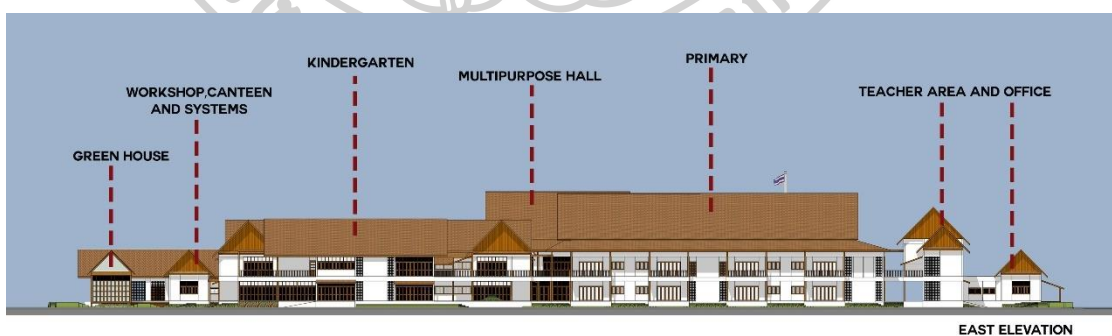 KINDERGARTEN
MULTIPURPOSE HALL
PRIMARY
WORKSHOP,CANTEEN
AND SYSTEMS
TEACHER AREA AND OFFICE
GREEN HOUSE
EAST ELEVATION